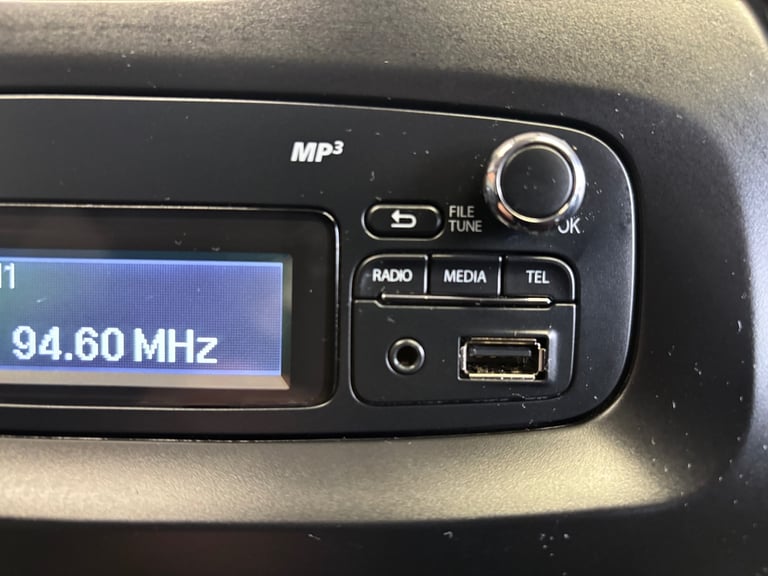 MP3
FILE
TUNE
OK
RADIO MEDIA TEL
94.60 MHz